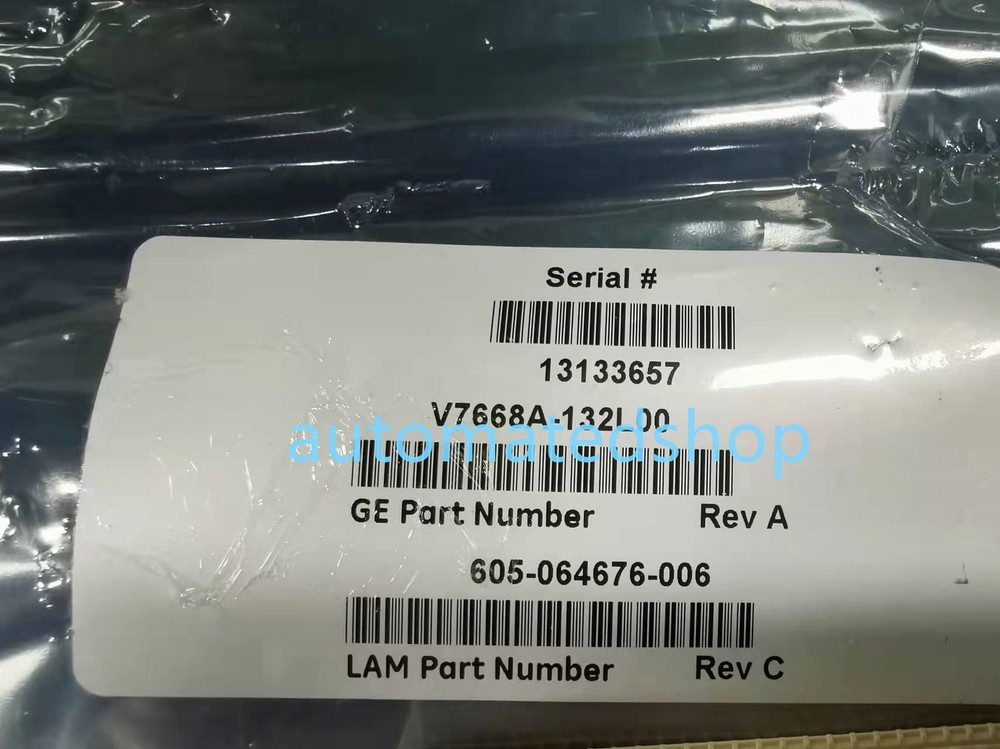 Serial #
13133657
V7668A-132L00
automatedshop
GE Part Number Rev A
605-064676-006
LAM Part Number Rev C